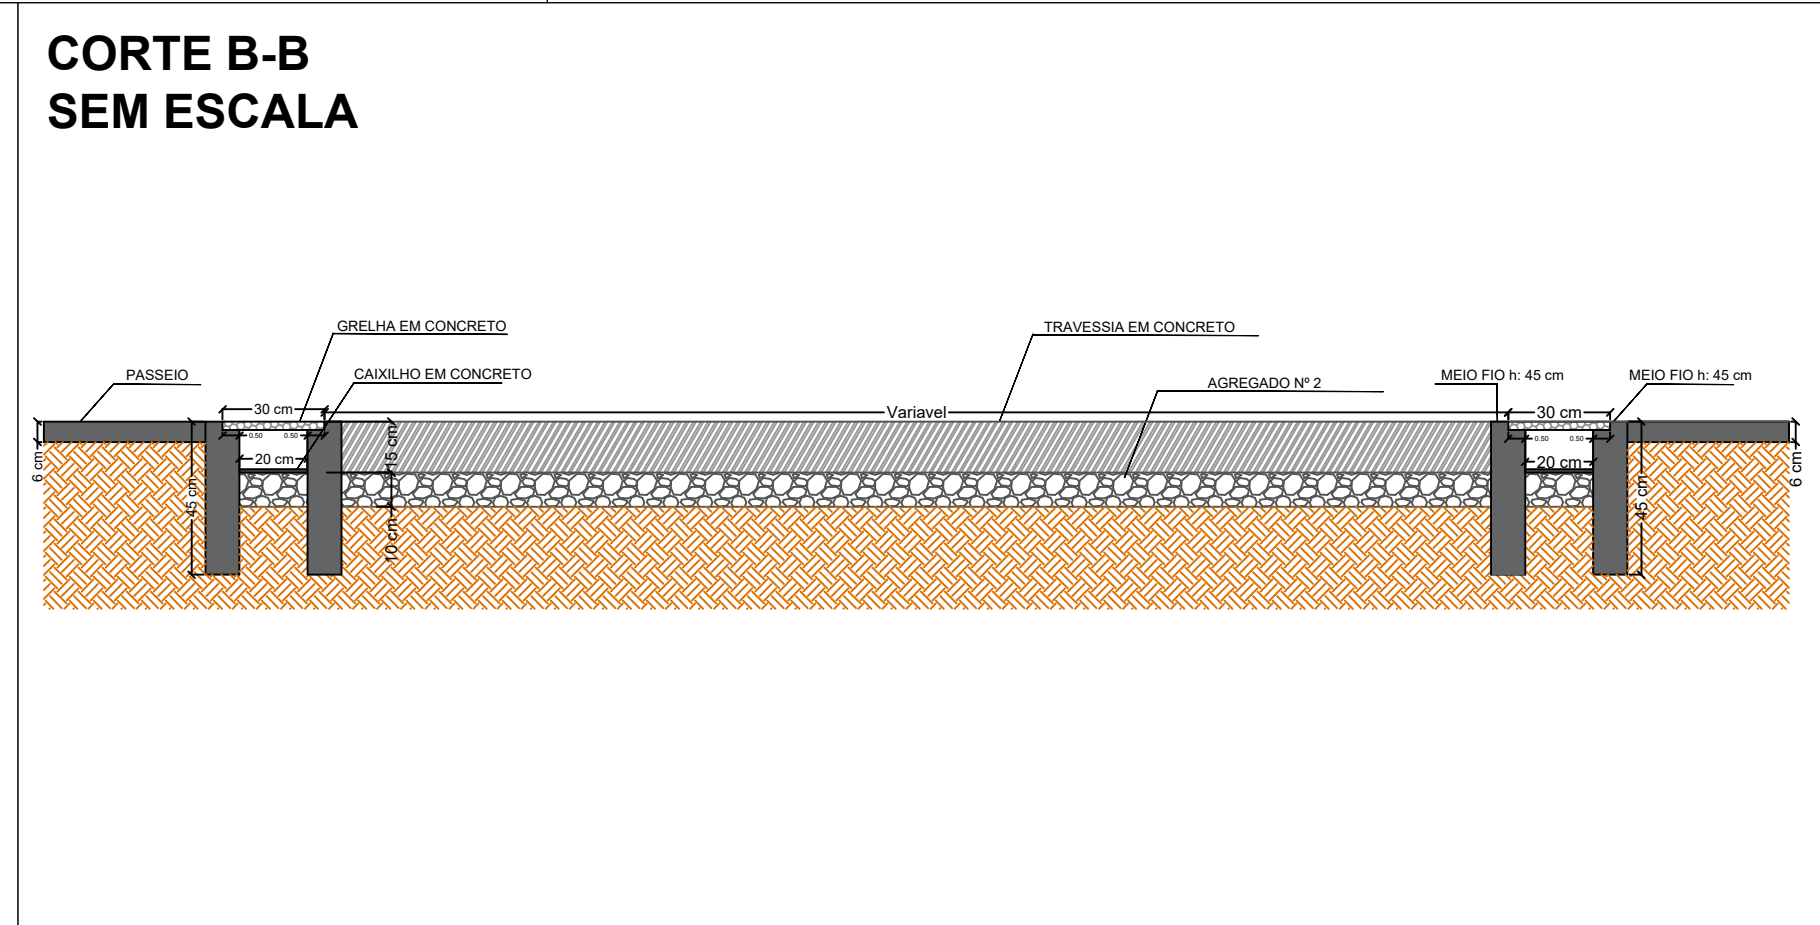 CORTE B-B
SEM ESCALA
GRELHA EM CONCRETO
TRAVESSIA EM CONCRETO
PASSEIO
CAIXILHO EM CONCRETO
AGREGADO Nº 2
MEIO FIO h: 45 cm
MEIO FIO h: 45 cm
30 cm
Variavel
30 cm
0.50
0.50
0.50
0.50
20 cm
20 cm
6 cm
45 cm
15 cm
10 cm
45 cm
6 cm